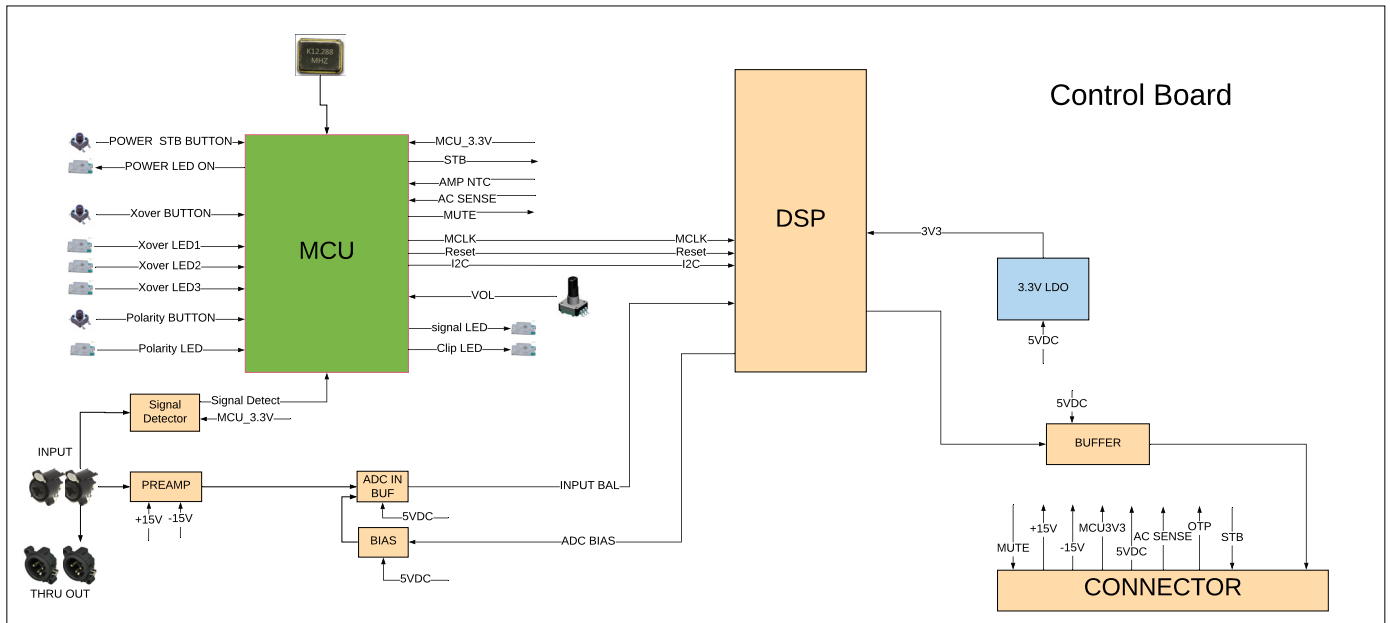 K12.288
MHZ
Control Board
POWER STB BUTTON
POWER LED ON
Xover BUTTON
Xover LED1
Xover LED2
Xover LED3
Polarity BUTTON
Polarity LED
MCU
MCU_3.3V
STB
AMP NTC
AC SENSE
MUTE
MCLK
Reset
I2C
VOL
signal LED
Clip LED
MCLK
Reset
I2C
DSP
3V3
3.3V LDO
5VDC
Signal
Detector
Signal Detect
MCU_3.3V
INPUT
PREAMP
+15V
-15V
THRU OUT
ADC IN
BUF
5VDC
INPUT BAL
BIAS
5VDC
ADC BIAS
5VDC
BUFFER
MUTE
+15V
-15V
MCU3V3
5VDC
AC SENSE
OTP
STB
CONNECTOR